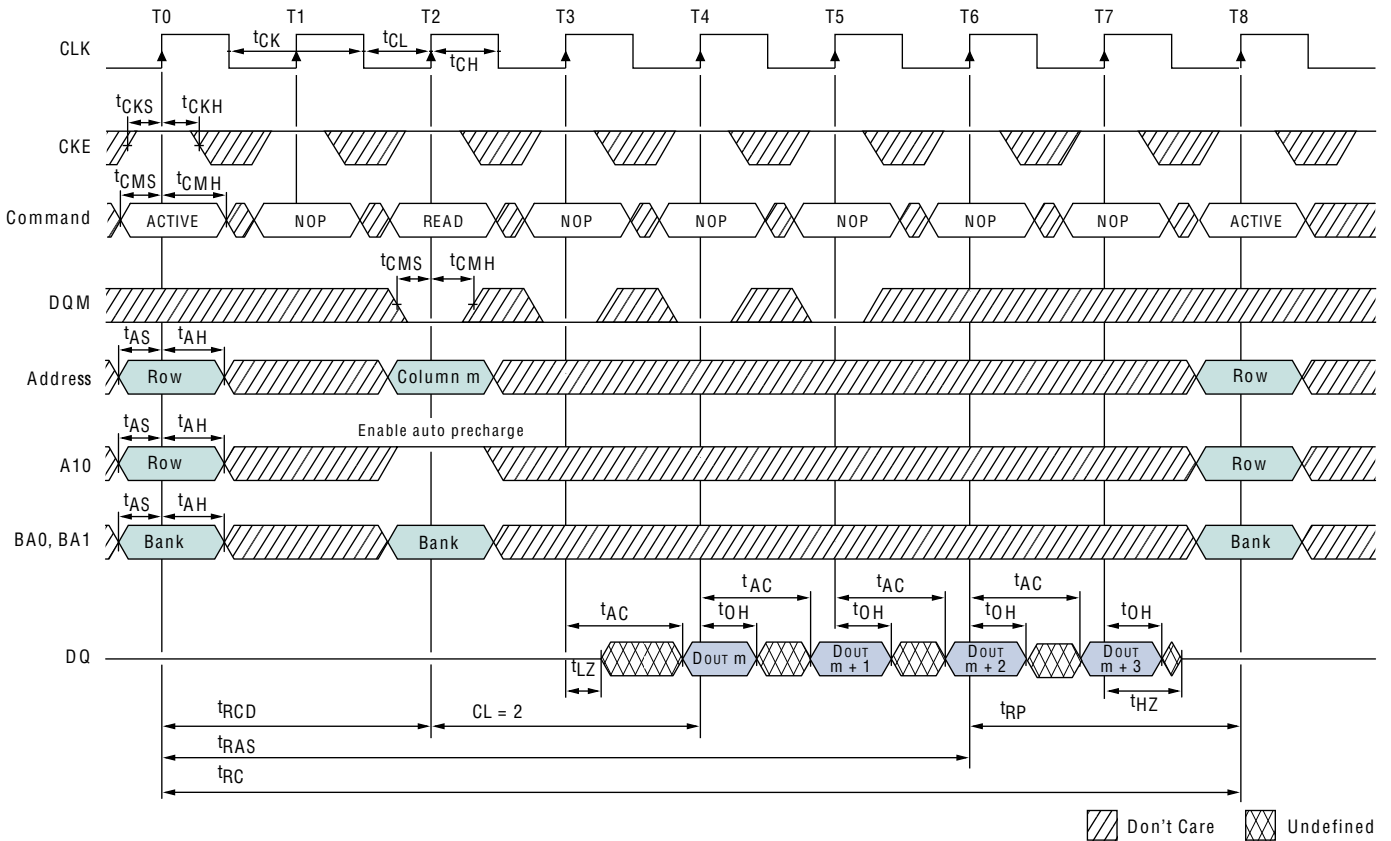 T0 T1 T2 T3 T4 T5 T6 T7 T8
CLK
tCK tCL
tCH
tCKS tCKH
CKE
tCMS tCMH
Command ACTIVE NOP READ NOP NOP NOP NOP NOP ACTIVE
tCMS tCMH
DQM
tAS tAH
Address Row Column m Row
tAS tAH Enable auto precharge
A10 Row Row
tAS tAH
BA0, BA1 Bank Bank Bank
tAC tAC tAC
tAC tOH tOH tOH tOH
DQ DOUT m DOUT m + 1 DOUT m + 2 DOUT m + 3
tLZ tHZ
tRCD CL = 2 tRP
tRAS
tRC
Don't Care Undefined